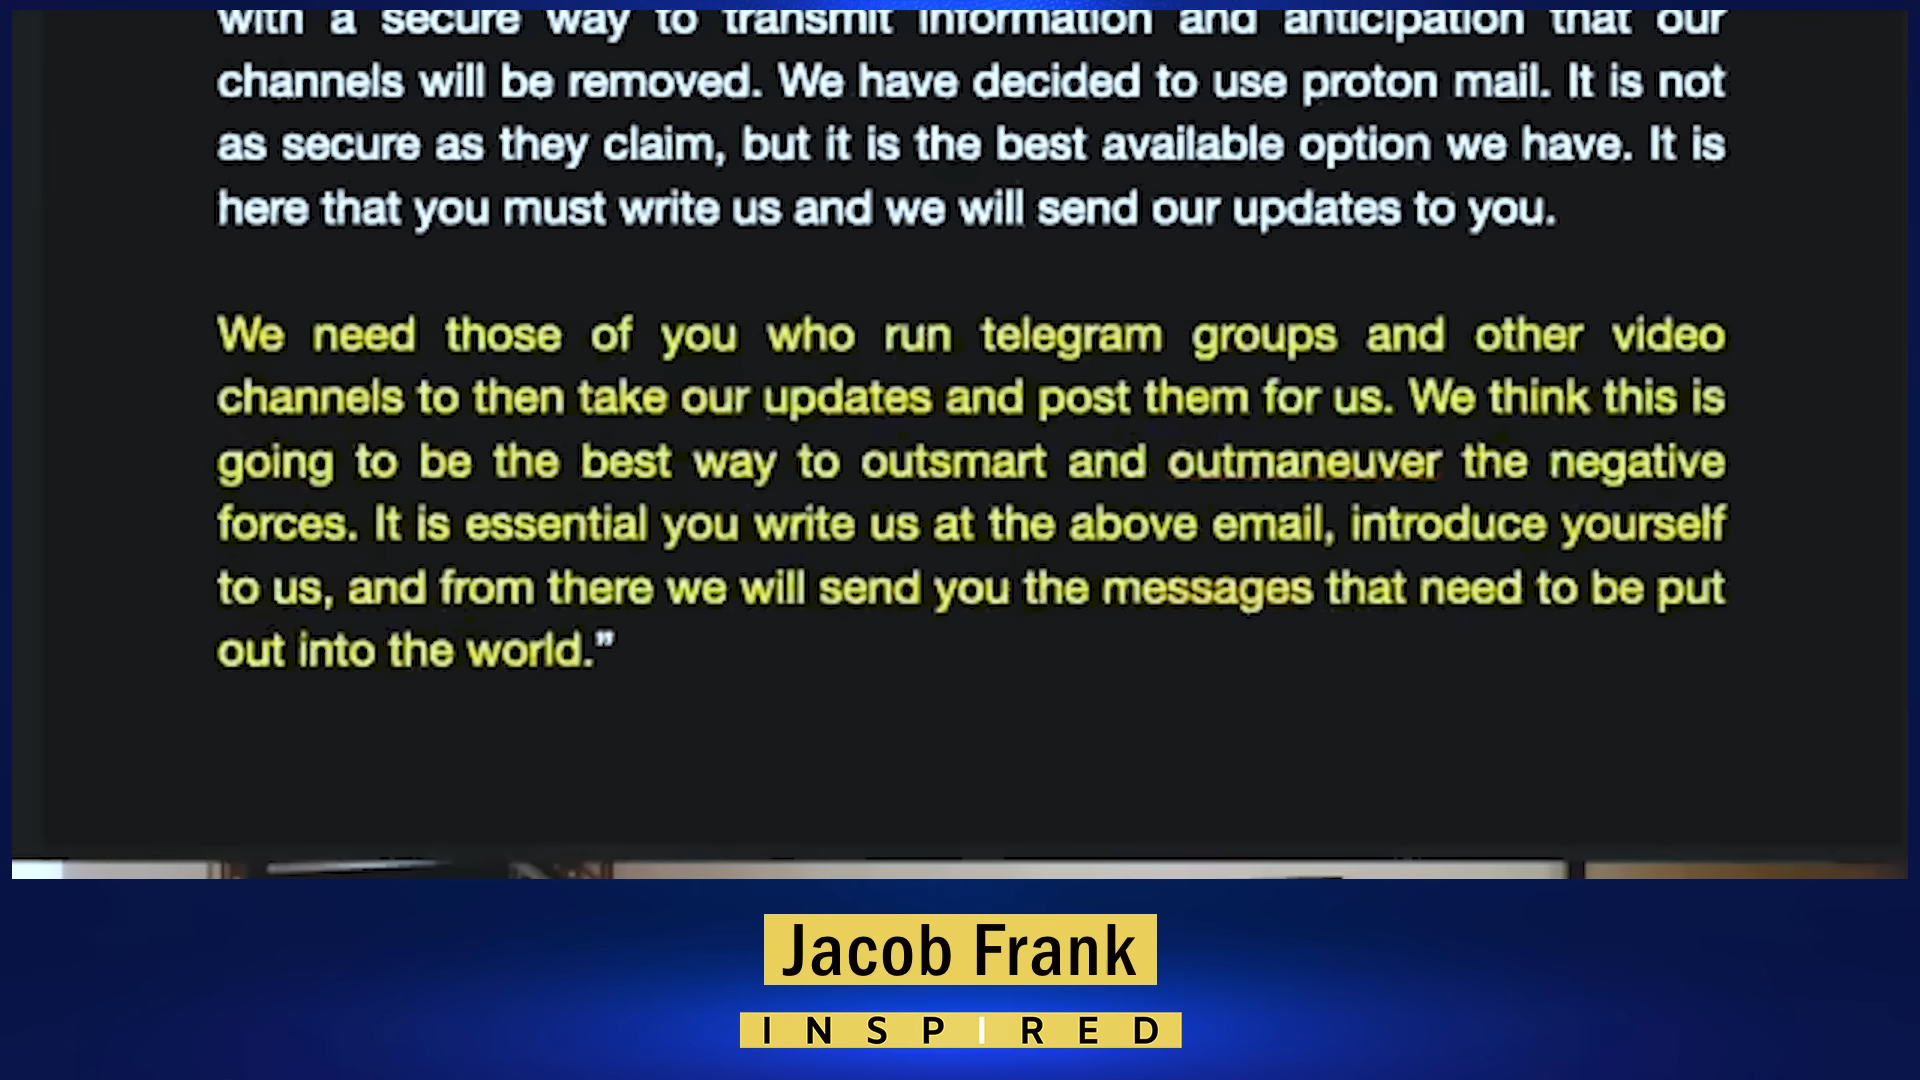 with a secure way to transmit information and anticipation that our
channels will be removed. We have decided to use proton mail. It is not
as secure as they claim, but it is the best available option we have. It is
here that you must write us and we will send our updates to you.
We need those of you who run telegram groups and other video
channels to then take our updates and post them for us. We think this is
going to be the best way to outsmart and outmaneuver the negative
forces. It is essential you write us at the above email, introduce yourself
to us, and from there we will send you the messages that need to be put
out into the world.”
Jacob Frank
INSPIRED